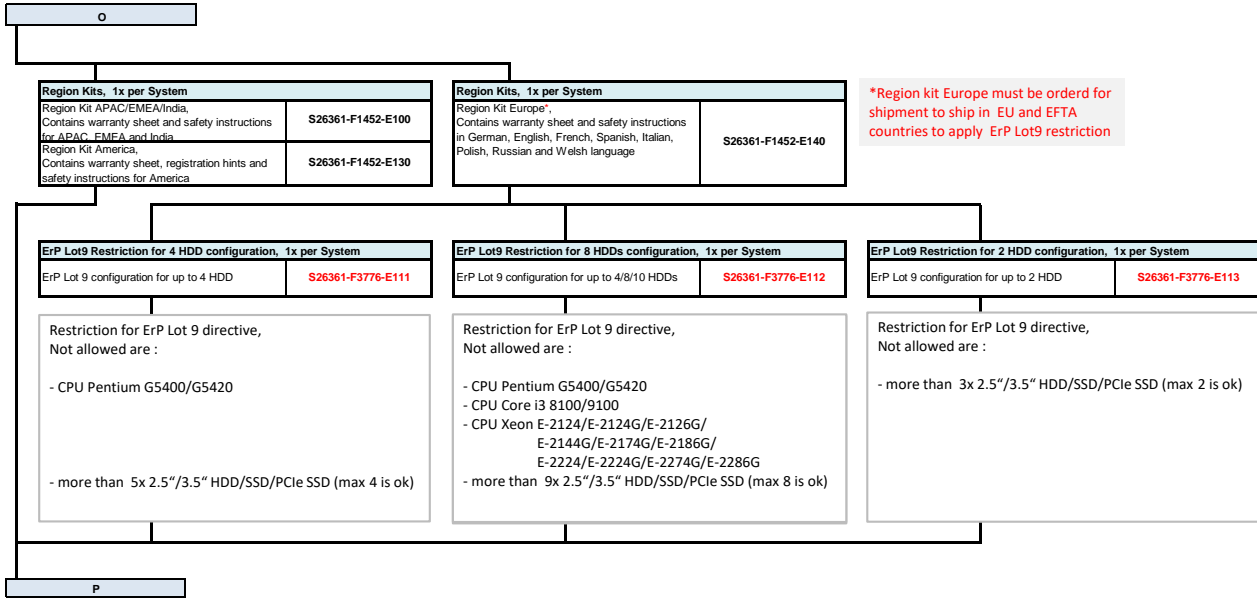 O
Region Kits,  1x per System
Region Kit APAC/EMEA/India,
Contains warranty sheet and safety instructions
for APAC, EMEA and India
S26361-F1452-E100
Region Kit America,
Contains warranty sheet, registration hints and
safety instructions for America
S26361-F1452-E130
Region Kits,  1x per System
Region Kit Europe*,
Contains warranty sheet and safety instructions
in German, English, French, Spanish, Italian,
Polish, Russian and Welsh language
S26361-F1452-E140
*Region kit Europe must be orderd for
shipment to ship in  EU and EFTA
countries to apply  ErP Lot9 restriction
ErP Lot9 Restriction for 4 HDD configuration,  1x per System
ErP Lot 9 configuration for up to 4 HDD
S26361-F3776-E111
Restriction for ErP Lot 9 directive,
Not allowed are :
- CPU Pentium G5400/G5420
- more than  5x 2.5“/3.5“ HDD/SSD/PCIe SSD (max 4 is ok)
ErP Lot9 Restriction for 8 HDDs configuration,  1x per System
ErP Lot 9 configuration for up to 4/8/10 HDDs
S26361-F3776-E112
Restriction for ErP Lot 9 directive,
Not allowed are :
- CPU Pentium G5400/G5420
- CPU Core i3 8100/9100
- CPU Xeon E-2124/E-2124G/E-2126G/
E-2144G/E-2174G/E-2186G/
E-2224/E-2224G/E-2274G/E-2286G
- more than  9x 2.5“/3.5“ HDD/SSD/PCIe SSD (max 8 is ok)
ErP Lot9 Restriction for 2 HDD configuration,  1x per System
ErP Lot 9 configuration for up to 2 HDD
S26361-F3776-E113
Restriction for ErP Lot 9 directive,
Not allowed are :
- more than  3x 2.5“/3.5“ HDD/SSD/PCIe SSD (max 2 is ok)
P